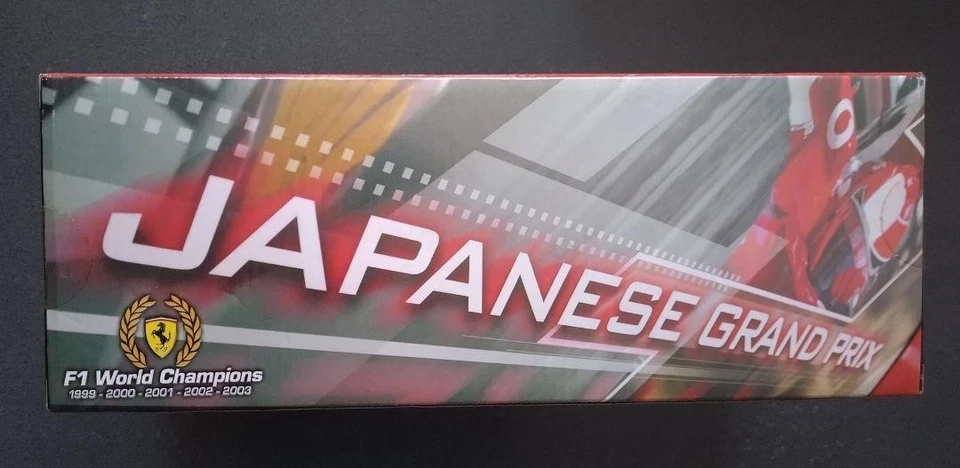 JAPANESE GRAND PRIX
F1 World Champions
1999 - 2000 - 2001 - 2002 - 2003